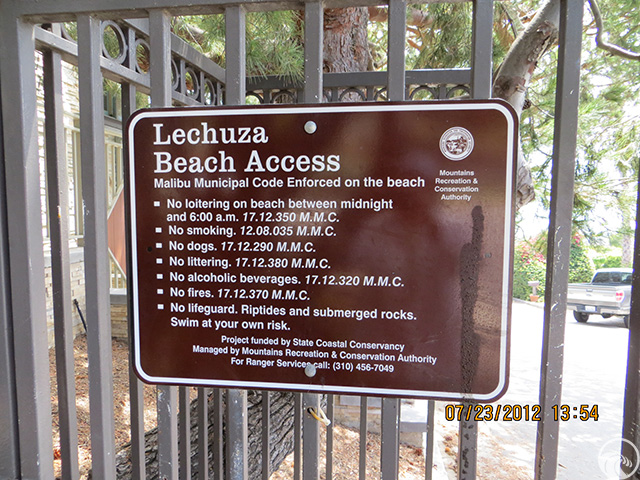 Lechuza
Beach Access
Malibu Municipal Code Enforced on the beach
Mountains
Recreation &
Conservation
Authority
▪ No loitering on beach between midnight
and 6:00 a.m. 17.12.350 M.M.C.
▪ No smoking. 12.08.035 M.M.C.
▪ No dogs. 17.12.290 M.M.C.
▪ No littering. 17.12.380 M.M.C.
▪ No alcoholic beverages. 17.12.320 M.M.C.
▪ No fires. 17.12.370 M.M.C.
▪ No lifeguard. Riptides and submerged rocks.
Swim at your own risk.
Project funded by State Coastal Conservancy
Managed by Mountains Recreation & Conservation Authority
For Ranger Services call: (310) 456-7049
07/23/2012 13:54